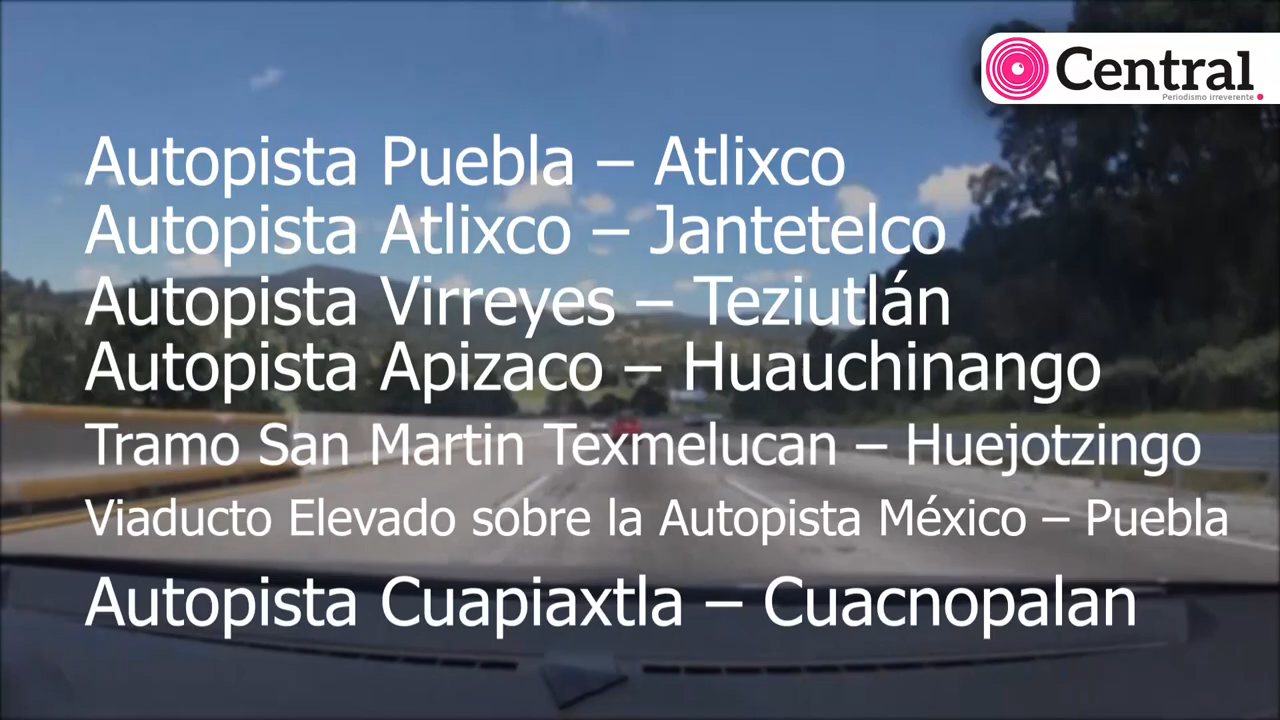 Central
Periodismo irreverente
Autopista Puebla – Atlixco
Autopista Atlixco – Jantetelco
Autopista Virreyes – Teziutlán
Autopista Apizaco – Huauchinango
Tramo San Martin Texmelucan – Huejotzingo
Viaducto Elevado sobre la Autopista México – Puebla
Autopista Cuapiaxtla – Cuacnopalan